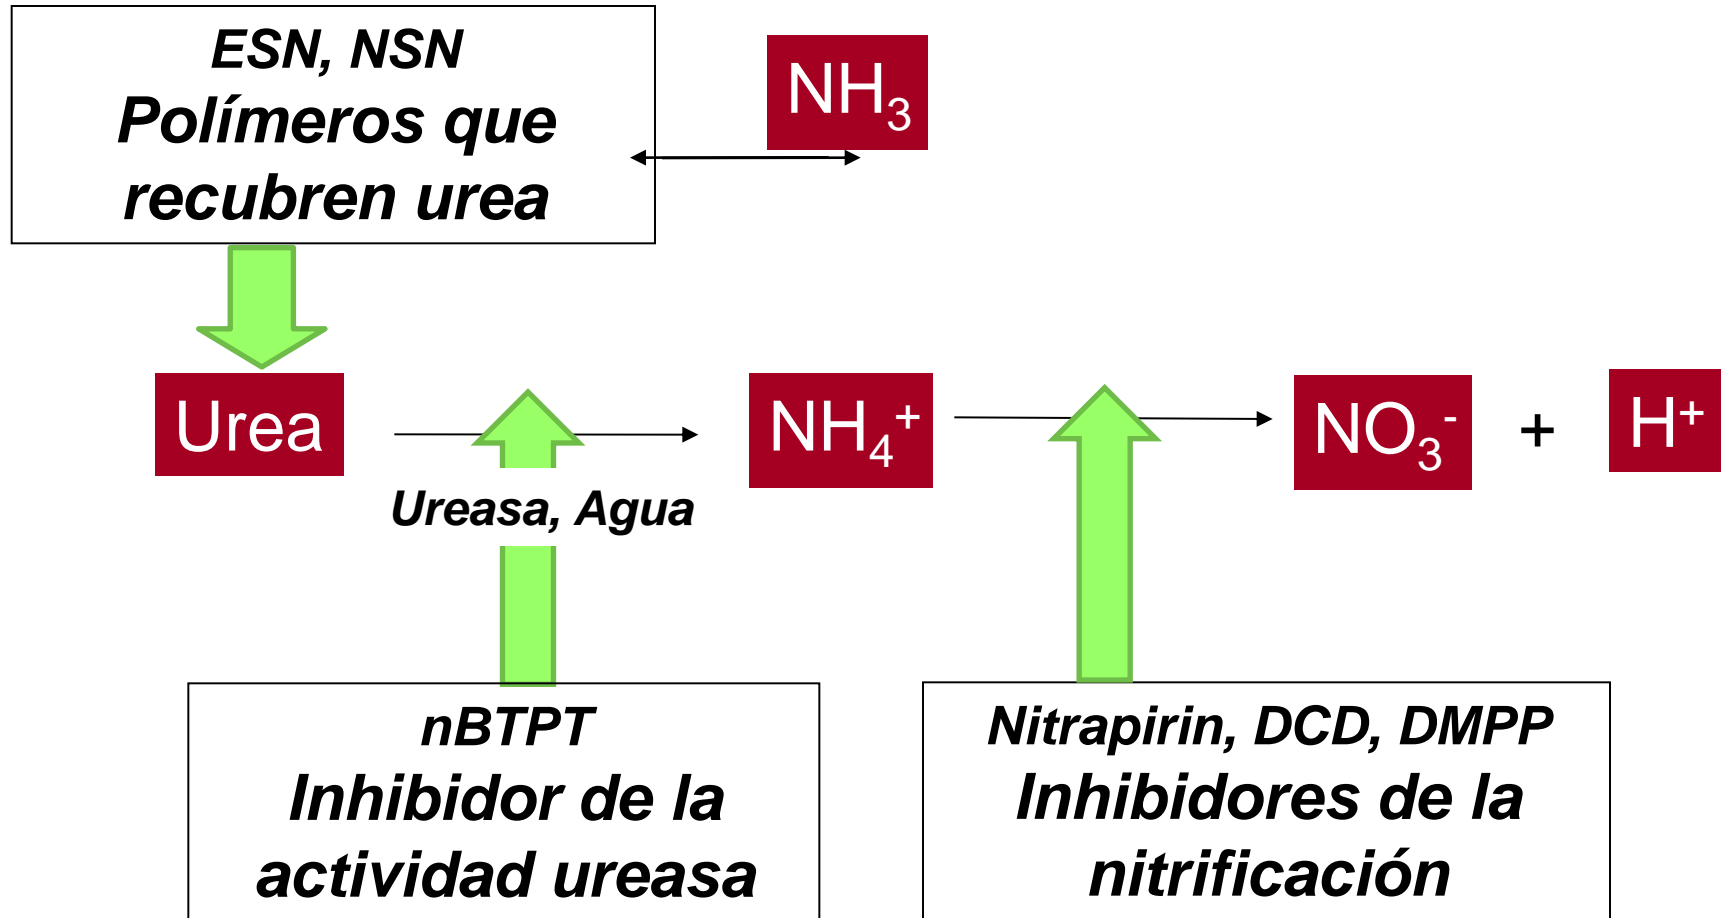 ESN, NSN
Polímeros que
recubren urea
NH₃
Urea
NH₄⁺
NO₃⁻
+
H⁺
Ureasa, Agua
nBTPT
Inhibidor de la
actividad ureasa
Nitrapirin, DCD, DMPP
Inhibidores de la
nitrificación